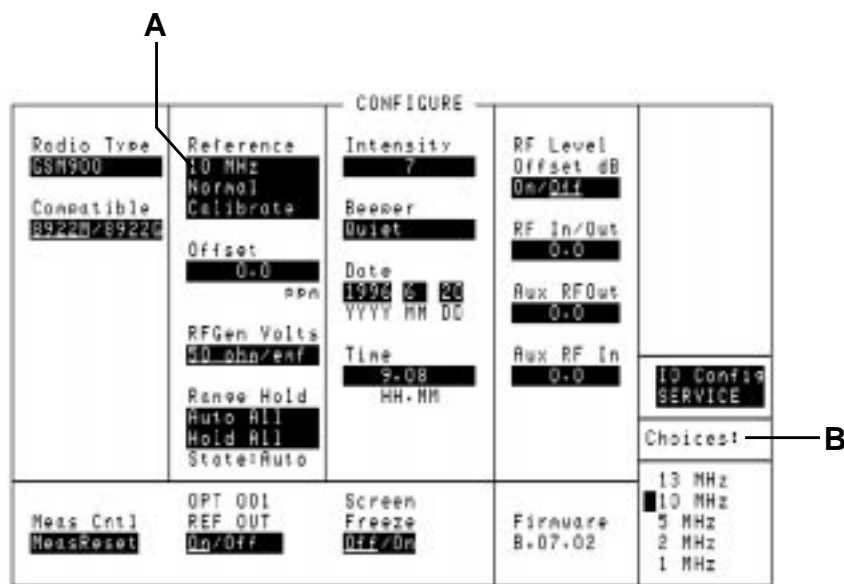 A
CONFIGURE
Radio Type
GSM900
Compatible
8922M/8922G
Reference
10 MHz
Normal
Calibrate
Offset
0.0
ppm
RFGen Volts
50 ohm/emf
Range Hold
Auto All
Hold All
State:Auto
Intensity
7
Beeper
Quiet
Date
1996 6 20
YYYY MM DD
Time
9.08
HH.MM
RF Level
Offset dB
On/Off
RF In/Out
0.0
Aux RFOut
0.0
Aux RF In
0.0
IO Config
SERVICE
Choices:
B
13 MHz
10 MHz
5 MHz
2 MHz
1 MHz
Meas Cntl
MeasReset
OPT 001
REF OUT
On/Off
Screen
Freeze
Off/On
Firmware
B.07.02